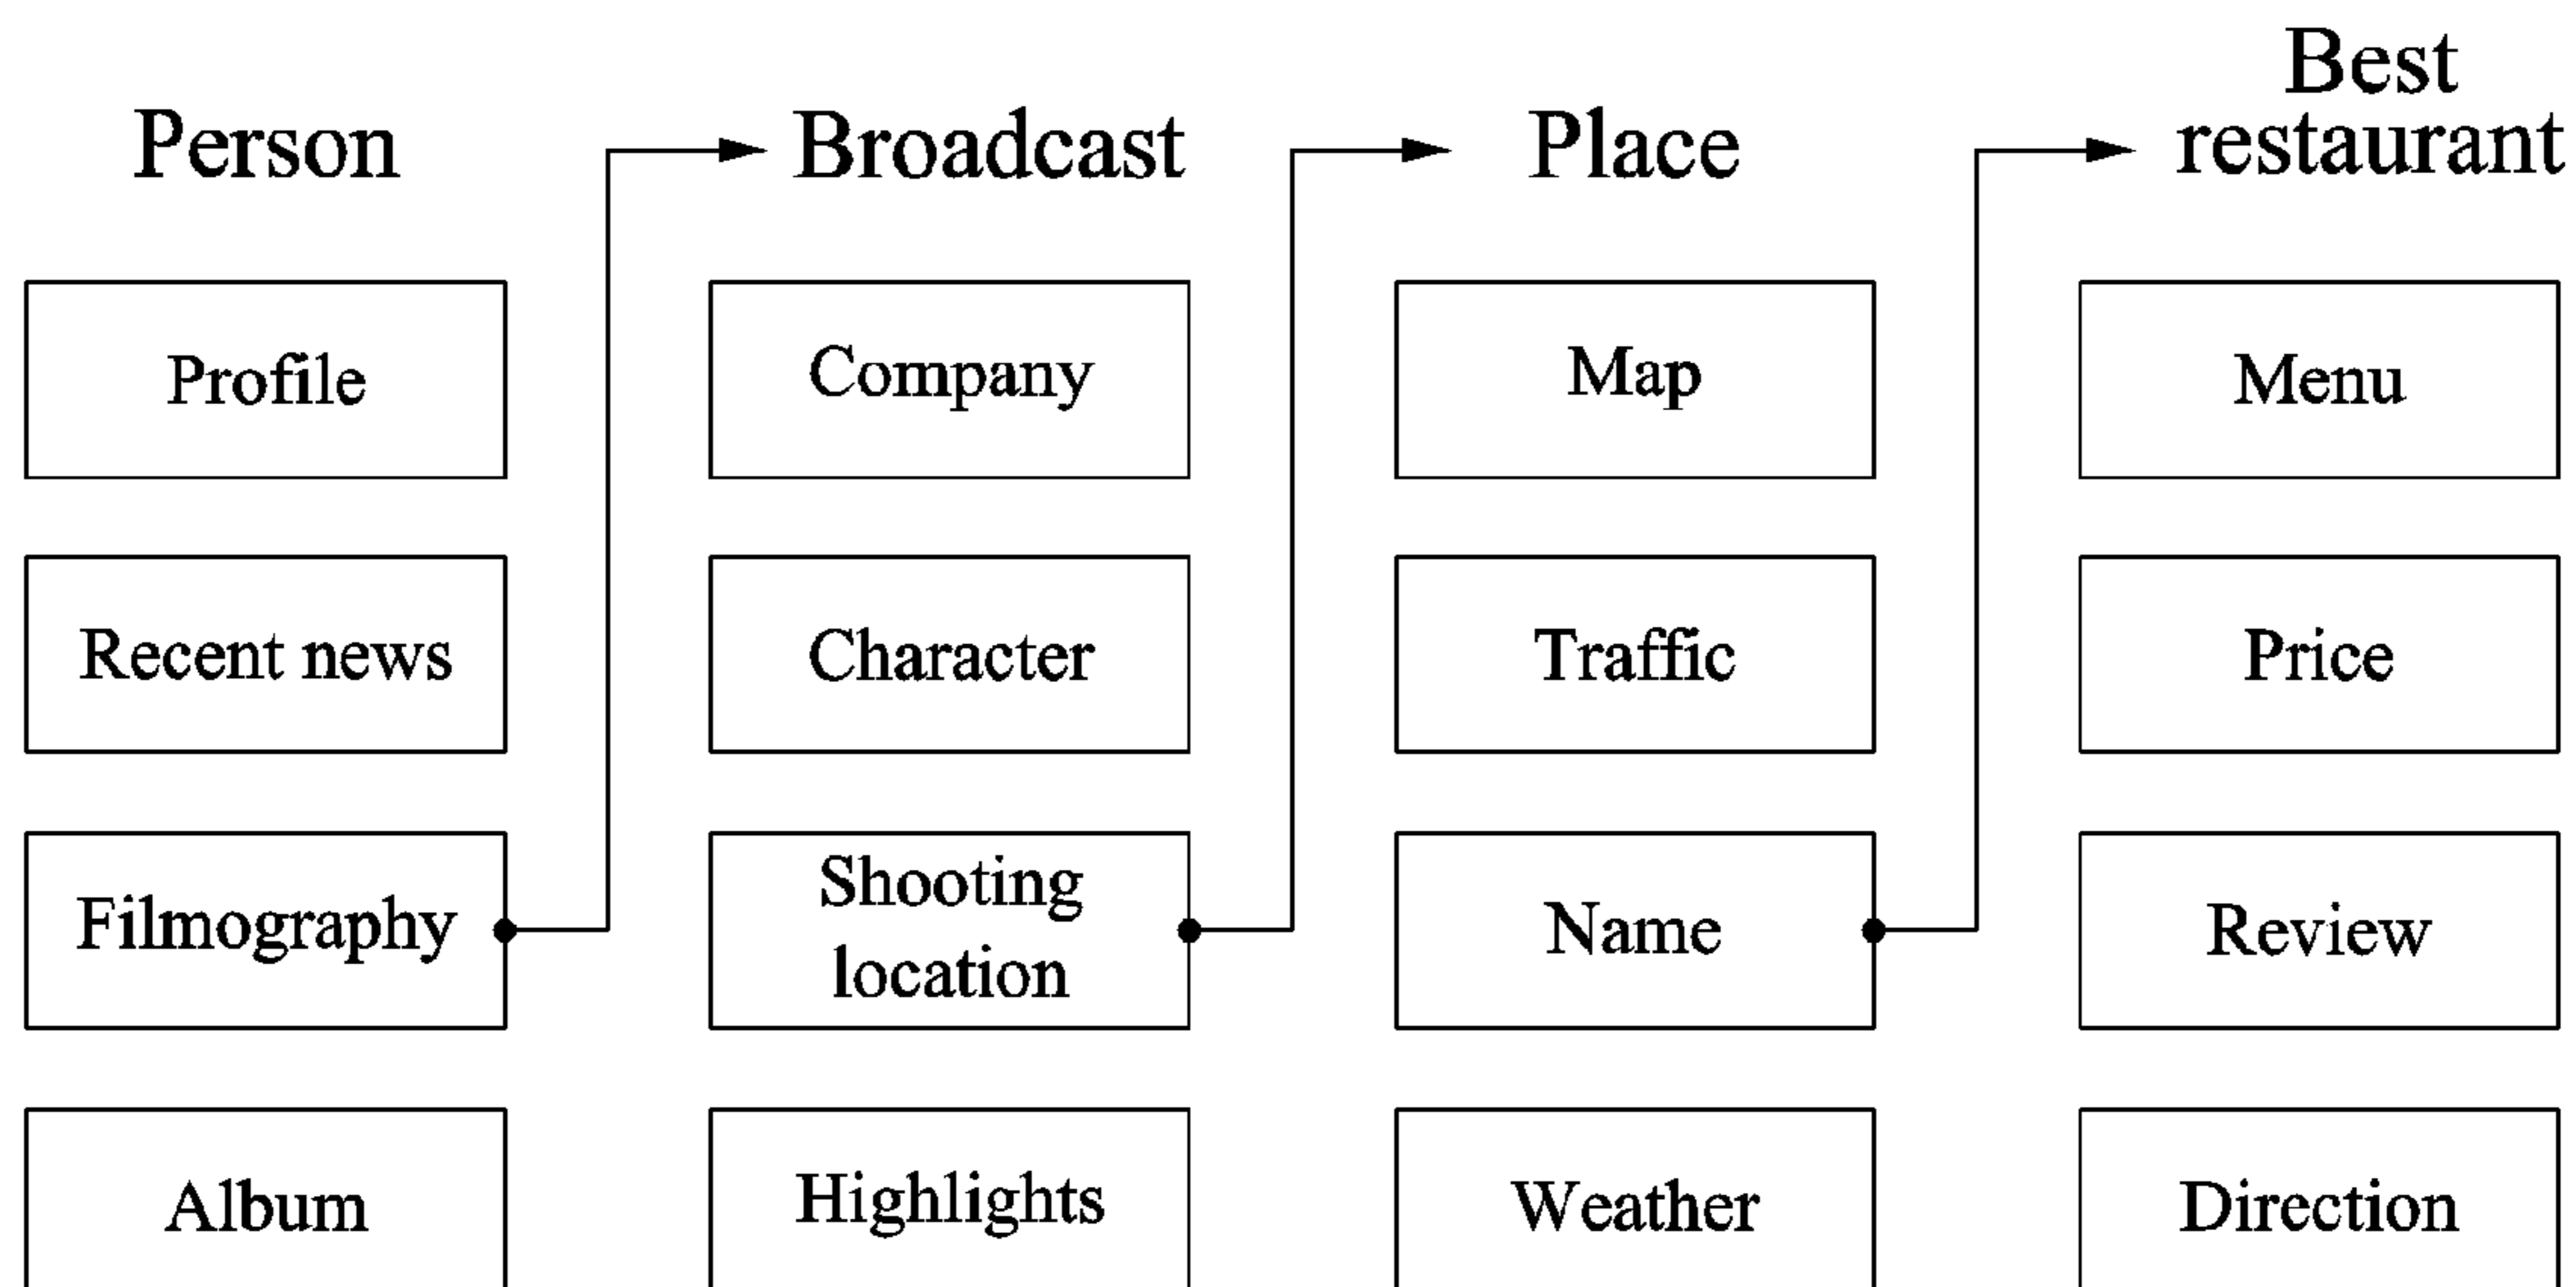 Person
Broadcast
Place
Best
restaurant
Profile
Company
Map
Menu
Recent news
Character
Traffic
Price
Filmography
Shooting
location
Name
Review
Album
Highlights
Weather
Direction